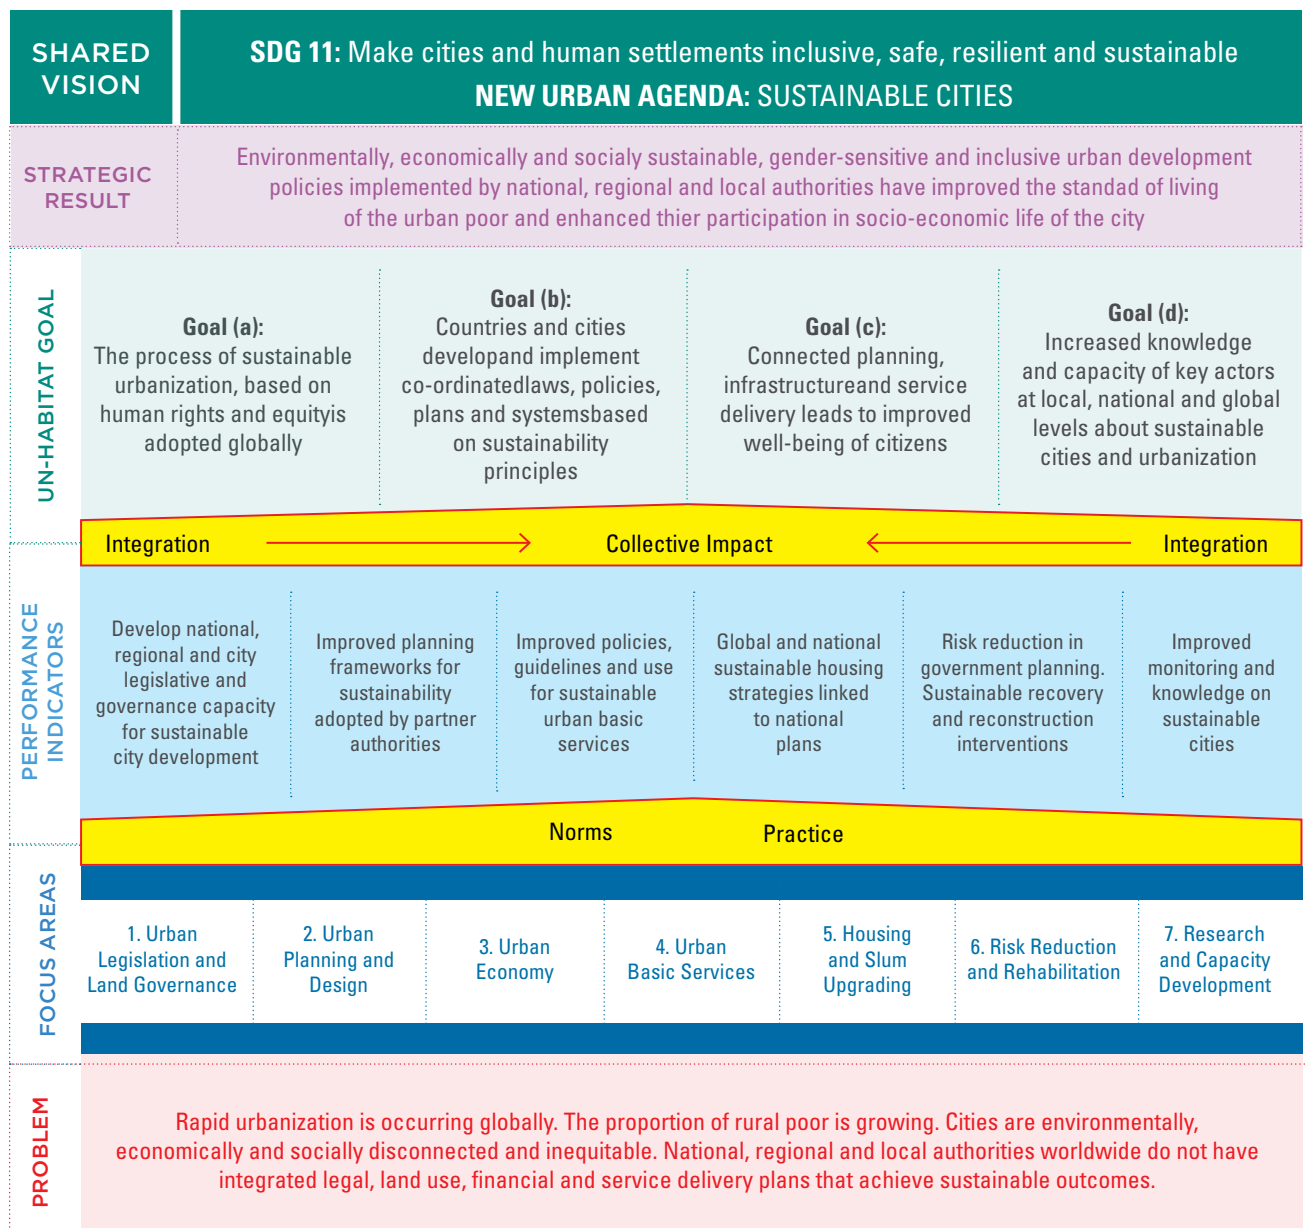 SHARED
VISION
SDG 11: Make cities and human settlements inclusive, safe, resilient and sustainable
NEW URBAN AGENDA: SUSTAINABLE CITIES
STRATEGIC
RESULT
Environmentally, economically and socialy sustainable, gender-sensitive and inclusive urban development
policies implemented by national, regional and local authorities have improved the standad of living
of the urban poor and enhanced thier participation in socio-economic life of the city
UN-HABITAT GOAL
Goal (a):
The process of sustainable
urbanization, based on
human rights and equityis
adopted globally
Goal (b):
Countries and cities
developand implement
co-ordinatedlaws, policies,
plans and systemsbased
on sustainability
principles
Goal (c):
Connected planning,
infrastructureand service
delivery leads to improved
well-being of citizens
Goal (d):
Increased knowledge
and capacity of key actors
at local, national and global
levels about sustainable
cities and urbanization
Integration
Collective Impact
Integration
PERFORMANCE
INDICATORS
Develop national,
regional and city
legislative and
governance capacity
for sustainable
city development
Improved planning
frameworks for
sustainability
adopted by partner
authorities
Improved policies,
guidelines and use
for sustainable
urban basic
services
Global and national
sustainable housing
strategies linked
to national
plans
Risk reduction in
government planning.
Sustainable recovery
and reconstruction
interventions
Improved
monitoring and
knowledge on
sustainable
cities
Norms
Practice
FOCUS AREAS
1. Urban
Legislation and
Land Governance
2. Urban
Planning and
Design
3. Urban
Economy
4. Urban
Basic Services
5. Housing
and Slum
Upgrading
6. Risk Reduction
and Rehabilitation
7. Research
and Capacity
Development
PROBLEM
Rapid urbanization is occurring globally. The proportion of rural poor is growing. Cities are environmentally,
economically and socially disconnected and inequitable. National, regional and local authorities worldwide do not have
integrated legal, land use, financial and service delivery plans that achieve sustainable outcomes.